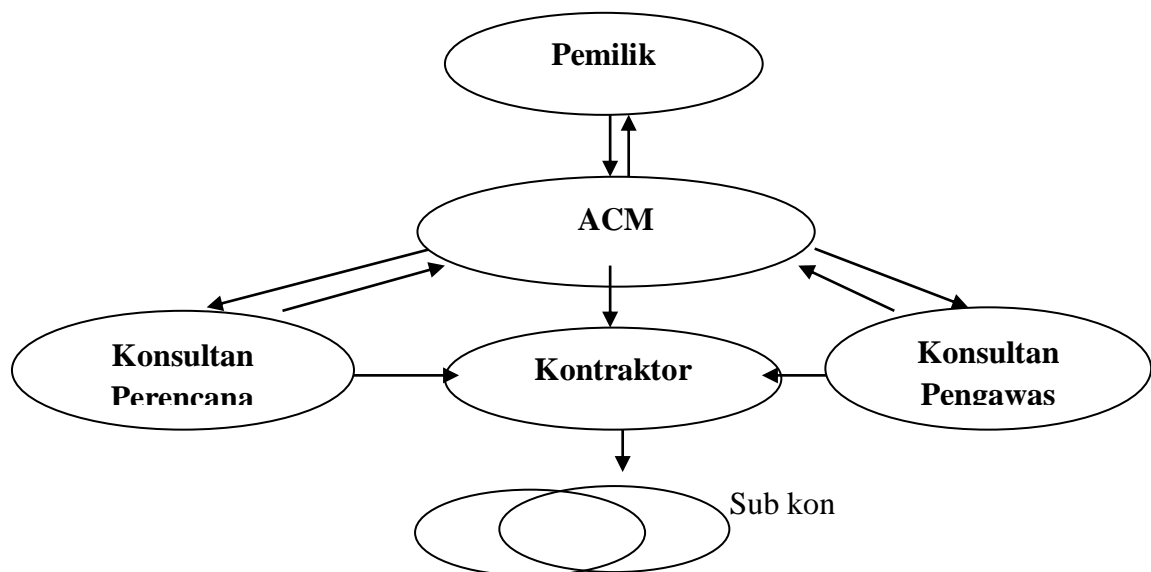 Pemilik
ACM
Konsultan
Perencana
Kontraktor
Konsultan
Pengawas
Sub kon